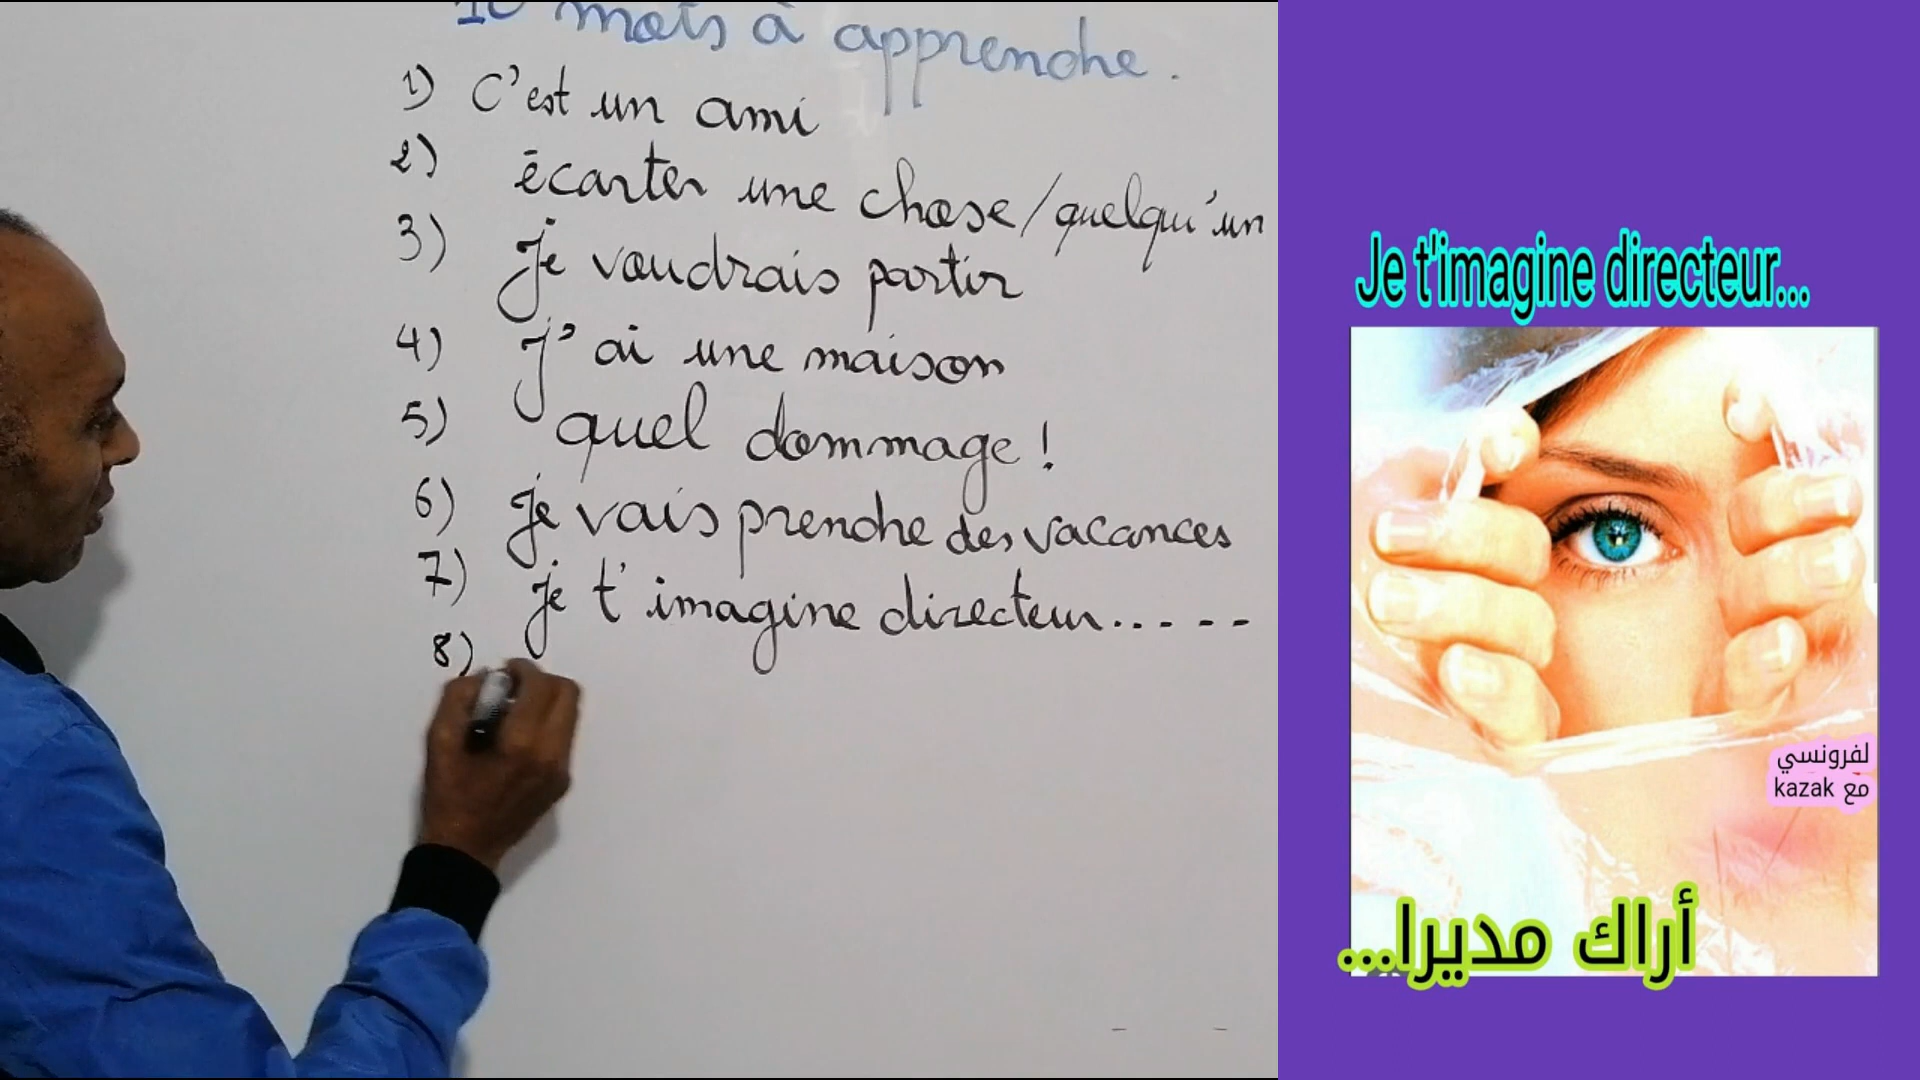 10 mots à apprendre.
1) C'est un ami
2) écarter une chose/quelqu'un
3) Je voudrais partir
4) J'ai une maison
5) quel dommage !
6) Je vais prendre des vacances
7) je t'imagine directeur.....
8)
Je t'imagine directeur...
لفرونسي
مع kazak
أراك مديرا...